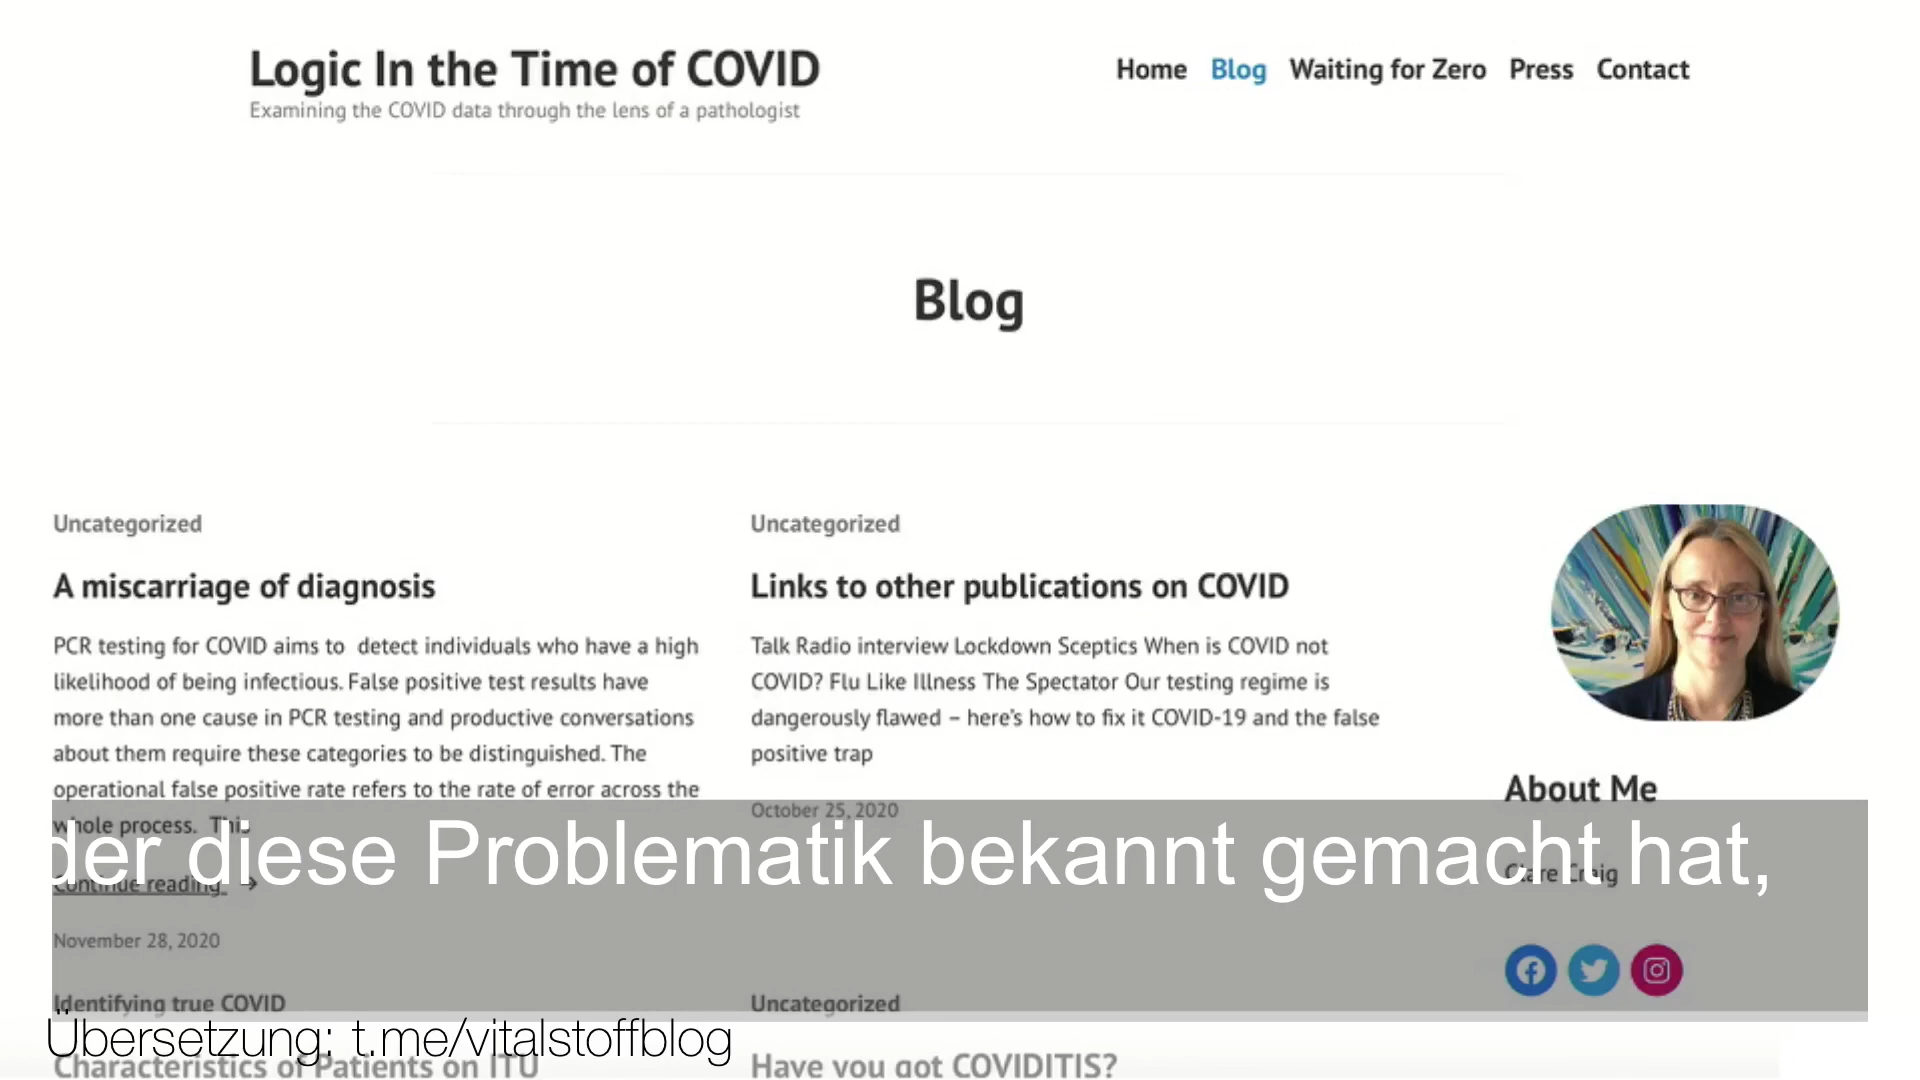 Logic In the Time of COVID
Examining the COVID data through the lens of a pathologist
Home Blog Waiting for Zero Press Contact
Blog
Uncategorized
A miscarriage of diagnosis
PCR testing for COVID aims to detect individuals who have a high
likelihood of being infectious. False positive test results have
more than one cause in PCR testing and productive conversations
about them require these categories to be distinguished. The
operational false positive rate refers to the rate of error across the
whole process. This
Continue reading →
November 28, 2020
Uncategorized
Links to other publications on COVID
Talk Radio interview Lockdown Sceptics When is COVID not
COVID? Flu Like Illness The Spectator Our testing regime is
dangerously flawed – here's how to fix it COVID-19 and the false
positive trap
October 25, 2020
About Me
Clare Craig
der diese Problematik bekannt gemacht hat,
Identifying true COVID
Characteristics of Patients on ITU
Uncategorized
Have you got COVIDITIS?
Übersetzung: t.me/vitalstoffblog